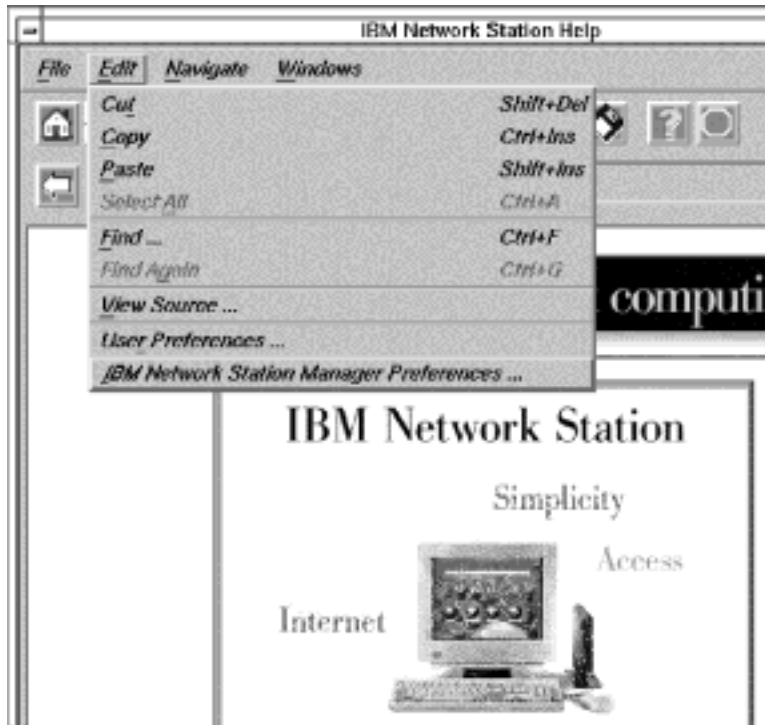 IBM Network Station Help
File Edit Navigate Windows
Cut Shift+Del
Copy Ctrl+Ins
Paste Shift+Ins
Select All Ctrl+A
Find ... Ctrl+F
Find Again Ctrl+G
View Source ...
User Preferences ...
IBM Network Station Manager Preferences ...
computi
IBM Network Station
Simplicity
Access
Internet